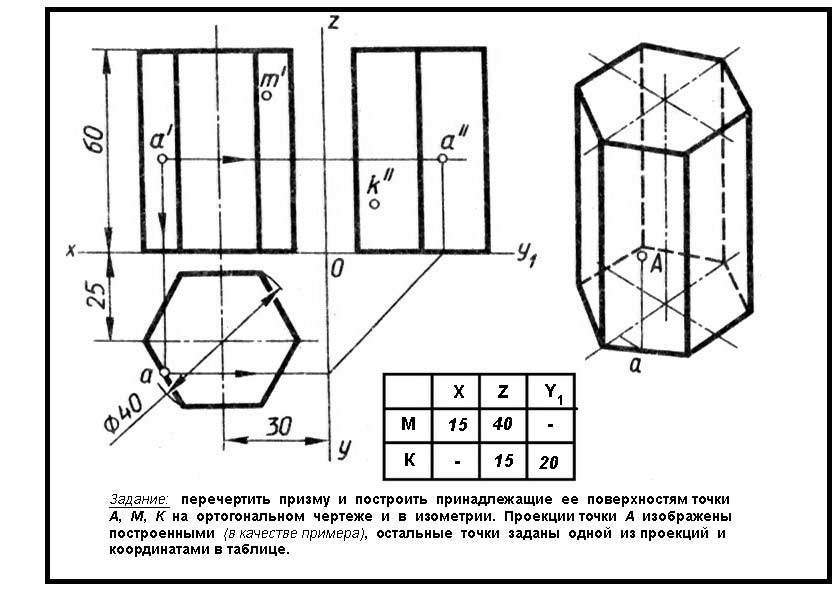 z
m'
60
a'
a''
k''
x
0
y₁
25
A
a
a
Ф40
30
y
X Z Y₁
М 15 40 -
К - 15 20
Задание: перечертить призму и построить принадлежащие ее поверхностям точки
А, М, К на ортогональном чертеже и в изометрии. Проекции точки А изображены
построенными (в качестве примера), остальные точки заданы одной из проекций и
координатами в таблице.